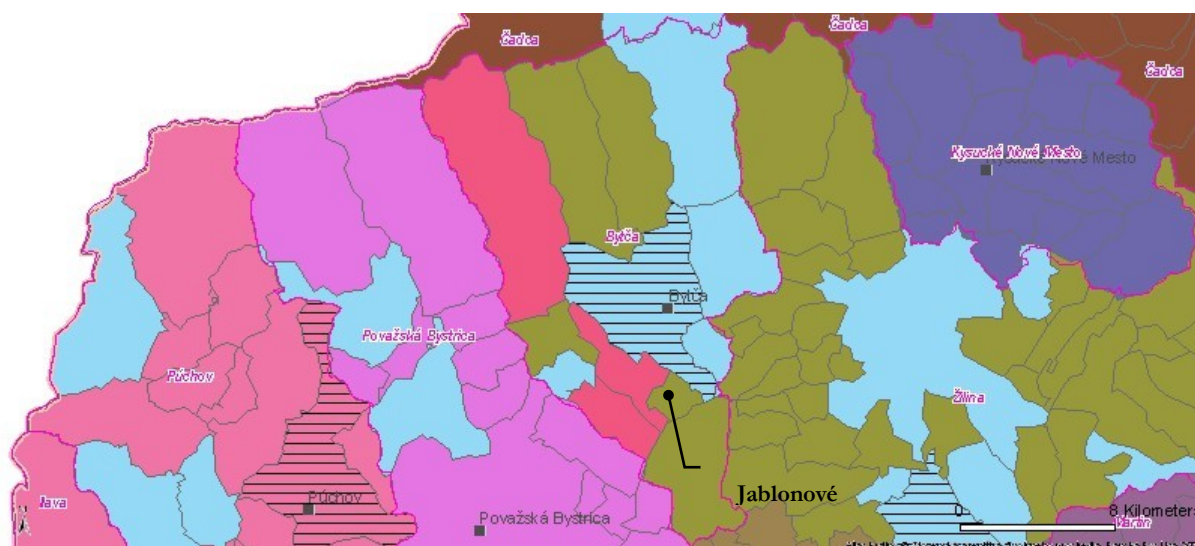 Čadca
Čadca
Čadca
Kysucké Nové Mesto
Kysucké Nové Mesto
Bytča
Bytča
Považská Bystrica
Púchov
Žilina
Ilava
Púchov
Jablonové
Považská Bystrica
0
8 Kilometers
Martin